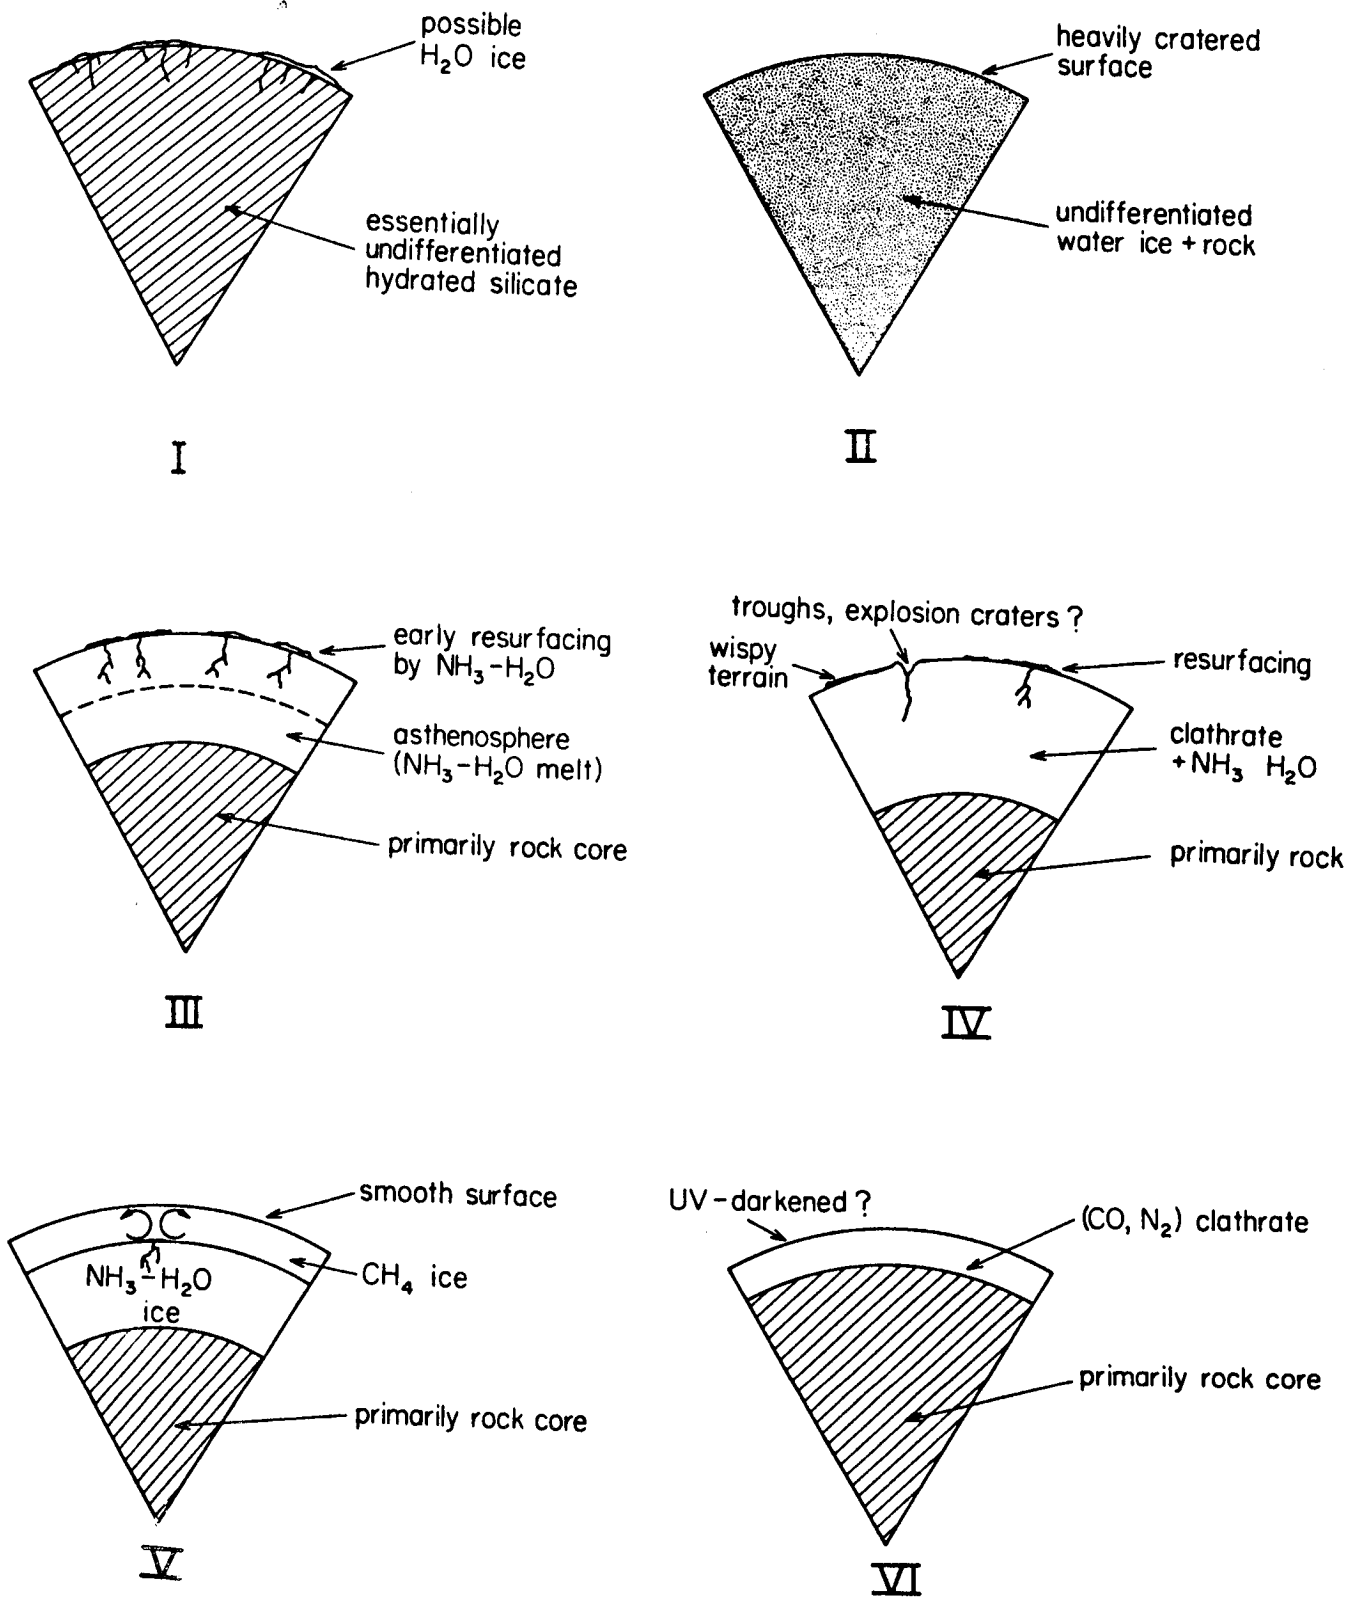 possible
H₂O ice
essentially
undifferentiated
hydrated silicate
I
heavily cratered
surface
undifferentiated
water ice + rock
II
early resurfacing
by NH₃-H₂O
asthenosphere
(NH₃-H₂O melt)
primarily rock core
III
troughs, explosion craters?
wispy
terrain
resurfacing
clathrate
+NH₃ H₂O
primarily rock
IV
smooth surface
CH₄ ice
NH₃-H₂O
ice
primarily rock core
V
UV-darkened?
(CO, N₂) clathrate
primarily rock core
VI